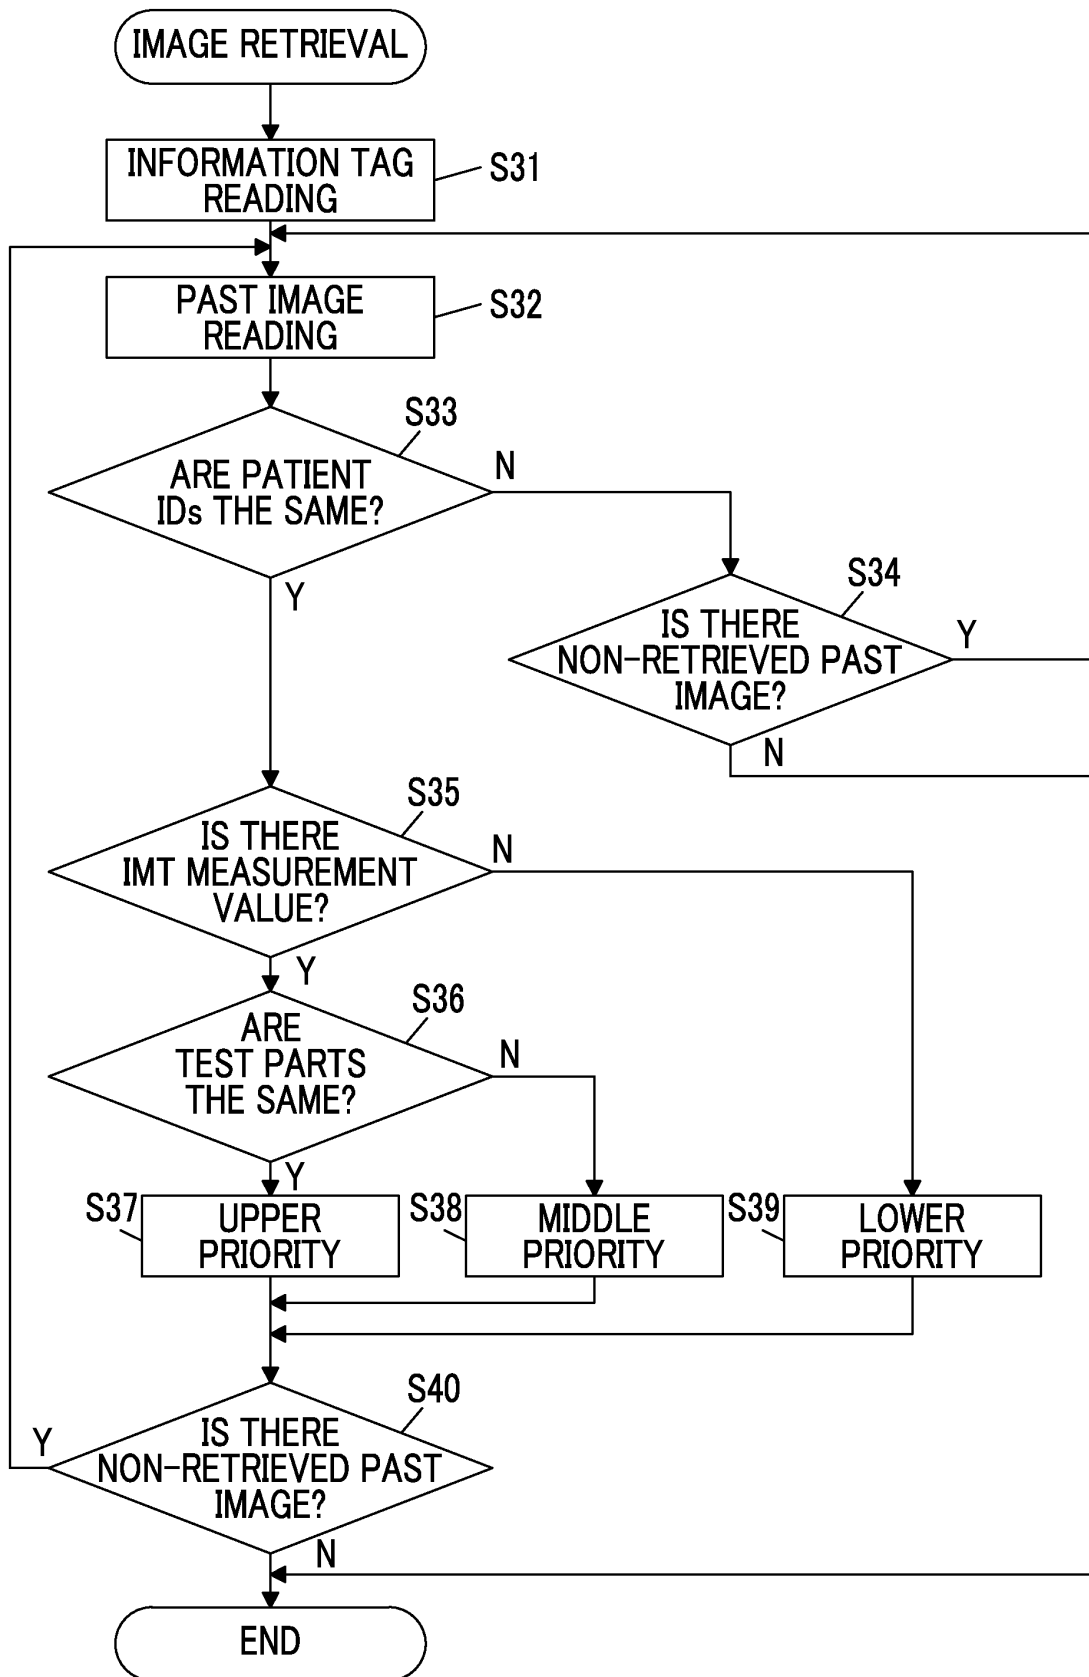 IMAGE RETRIEVAL
INFORMATION TAG
READING
S31
PAST IMAGE
READING
S32
S33
ARE PATIENT
IDs THE SAME?
N
Y
S34
IS THERE
NON-RETRIEVED PAST
IMAGE?
Y
N
S35
IS THERE
IMT MEASUREMENT
VALUE?
N
Y
S36
ARE
TEST PARTS
THE SAME?
N
Y
S37
UPPER
PRIORITY
S38
MIDDLE
PRIORITY
S39
LOWER
PRIORITY
S40
IS THERE
NON-RETRIEVED PAST
IMAGE?
Y
N
END